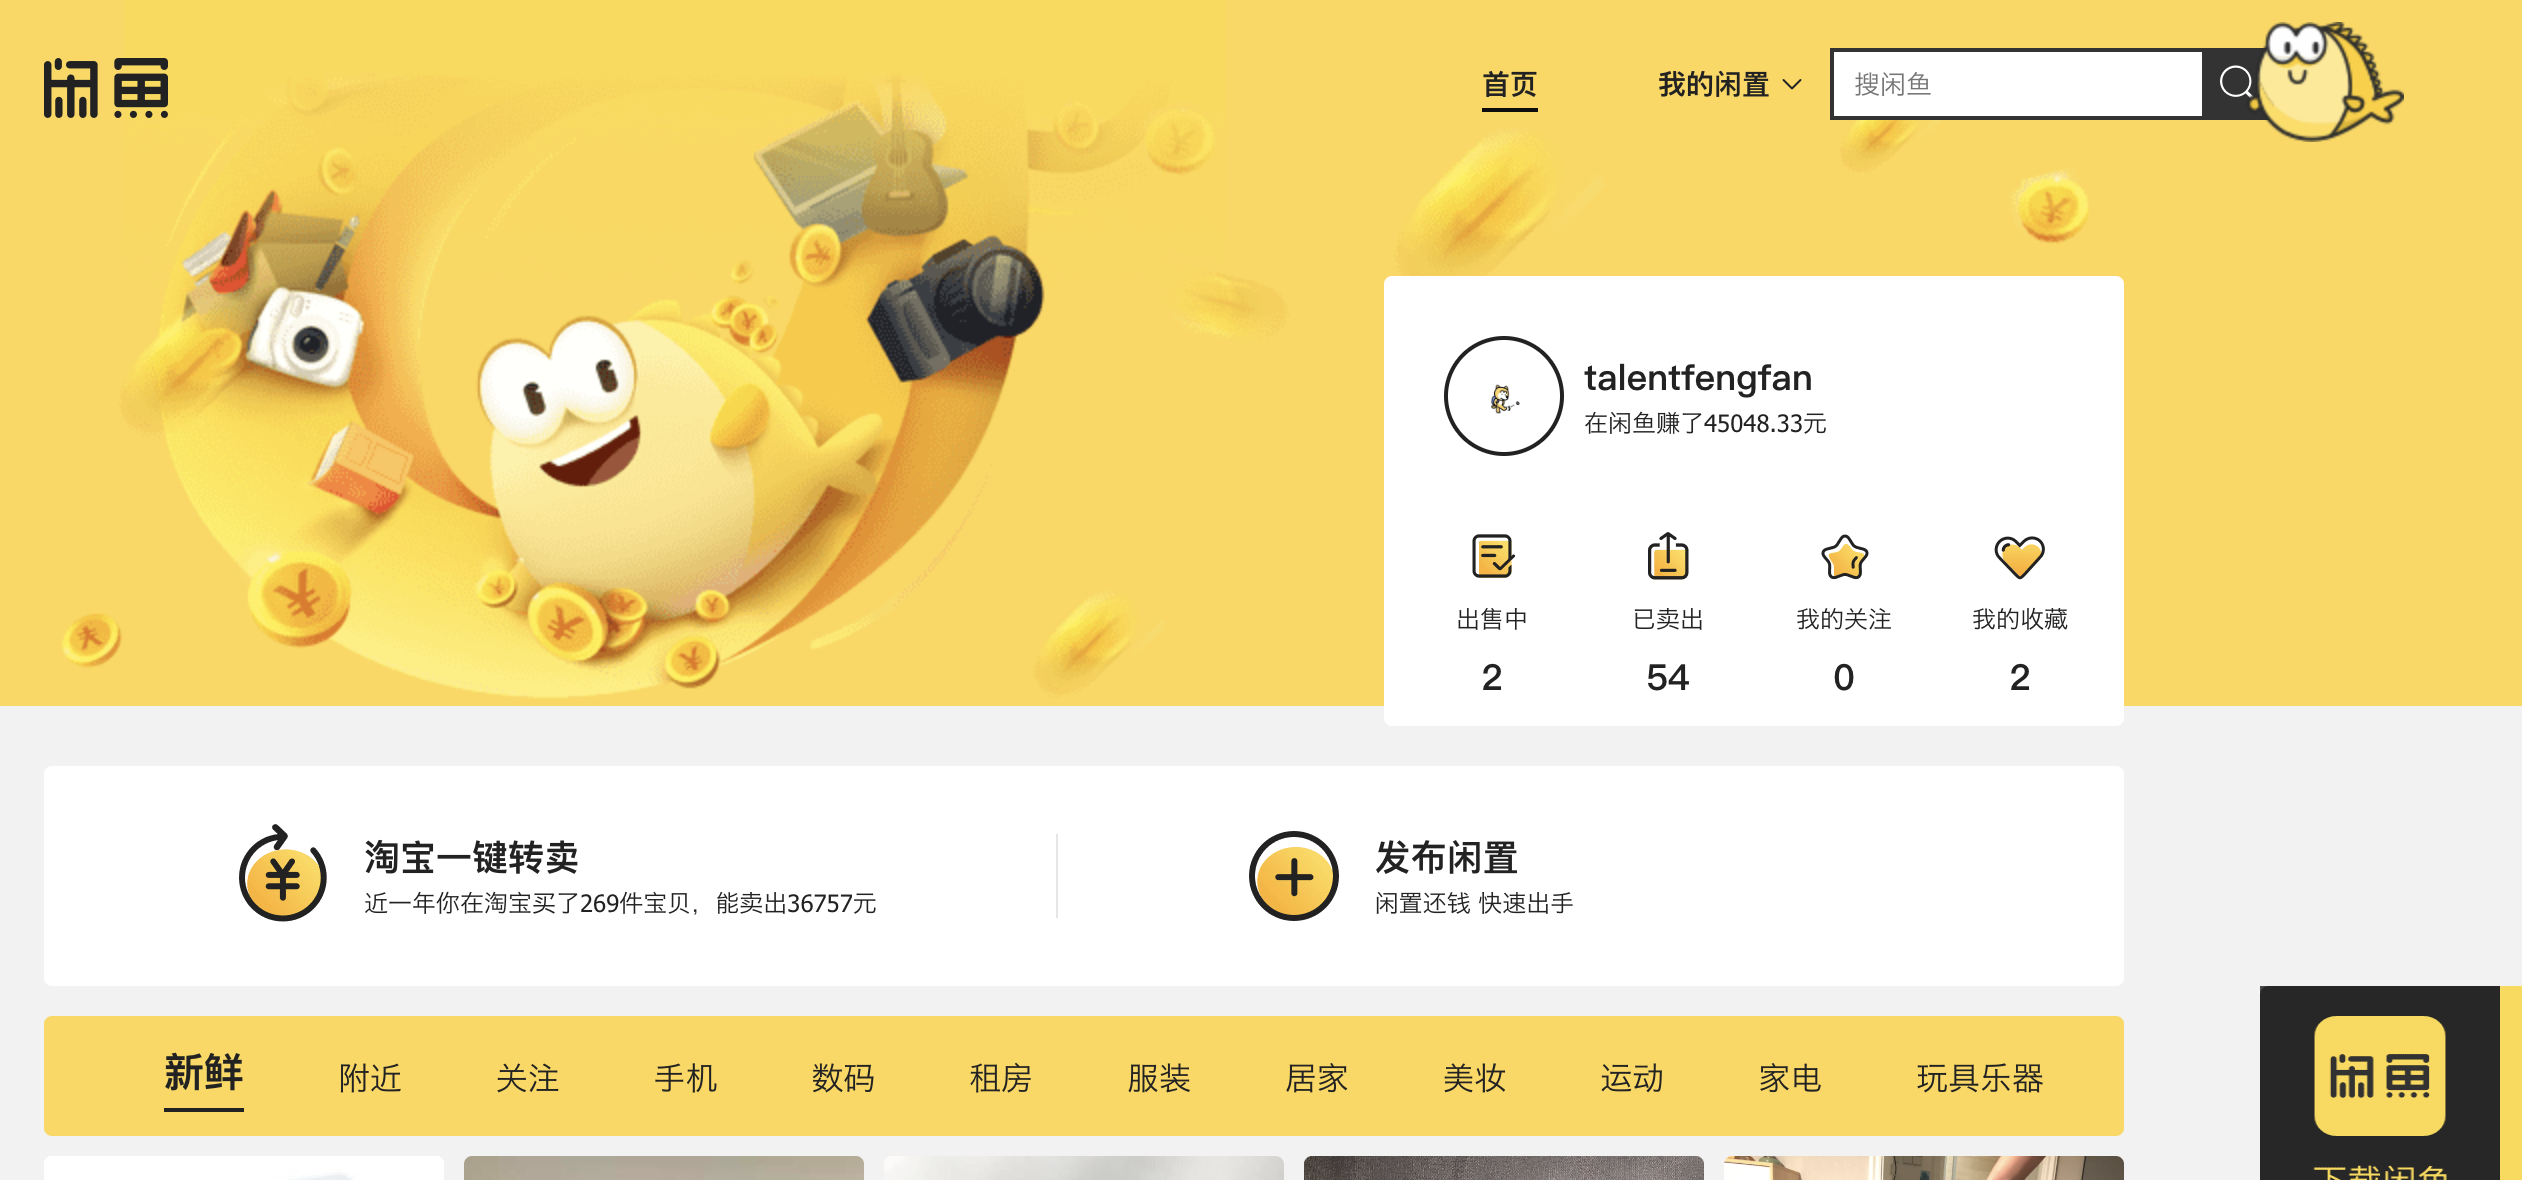 闲鱼
首页
我的闲置
搜闲鱼
talentfengfan
在闲鱼赚了45048.33元
出售中
已卖出
我的关注
我的收藏
2
54
0
2
淘宝一键转卖
近一年你在淘宝买了269件宝贝，能卖出36757元
发布闲置
闲置还钱 快速出手
新鲜
附近
关注
手机
数码
租房
服装
居家
美妆
运动
家电
玩具乐器
闲鱼
下载闲鱼